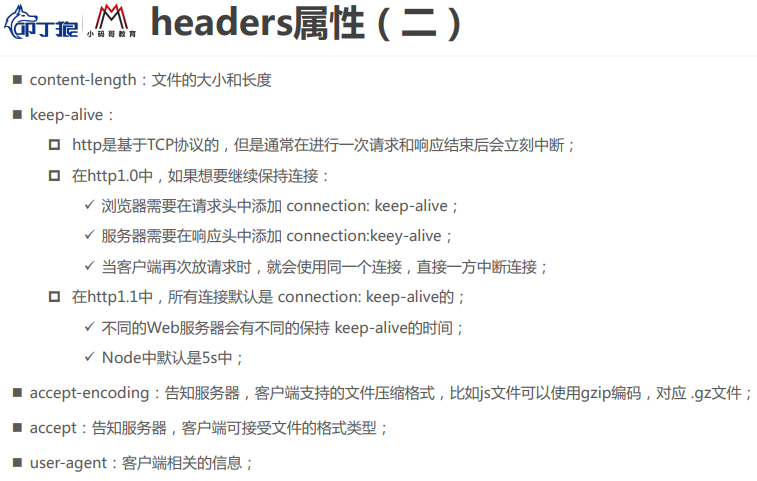 叩丁狼 小码哥教育 headers属性（二）
content-length：文件的大小和长度
keep-alive：
http是基于TCP协议的，但是通常在进行一次请求和响应结束后会立刻中断；
在http1.0中，如果想要继续保持连接：
浏览器需要在请求头中添加 connection: keep-alive；
服务器需要在响应头中添加 connection:keey-alive；
当客户端再次放请求时，就会使用同一个连接，直接一方中断连接；
在http1.1中，所有连接默认是 connection: keep-alive的；
不同的Web服务器会有不同的保持 keep-alive的时间；
Node中默认是5s中；
accept-encoding：告知服务器，客户端支持的文件压缩格式，比如js文件可以使用gzip编码，对应 .gz文件；
accept：告知服务器，客户端可接受文件的格式类型；
user-agent：客户端相关的信息；